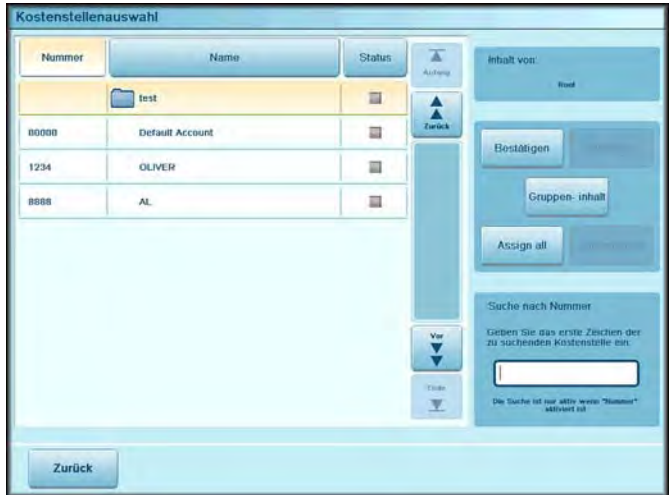 Kostenstellenauswahl
Nummer Name Status
test
00000 Default Account
1234 OLIVER
8888 AL
Anfang
Zurück
Vor
Ende
Inhalt von:
Root
Bestätigen
Gruppen- inhalt
Assign all
Suche nach Nummer
Geben Sie das erste Zeichen der
zu suchenden Kostenstelle ein.
Die Suche ist nur aktiv wenn "Nummer"
aktiviert ist
Zurück